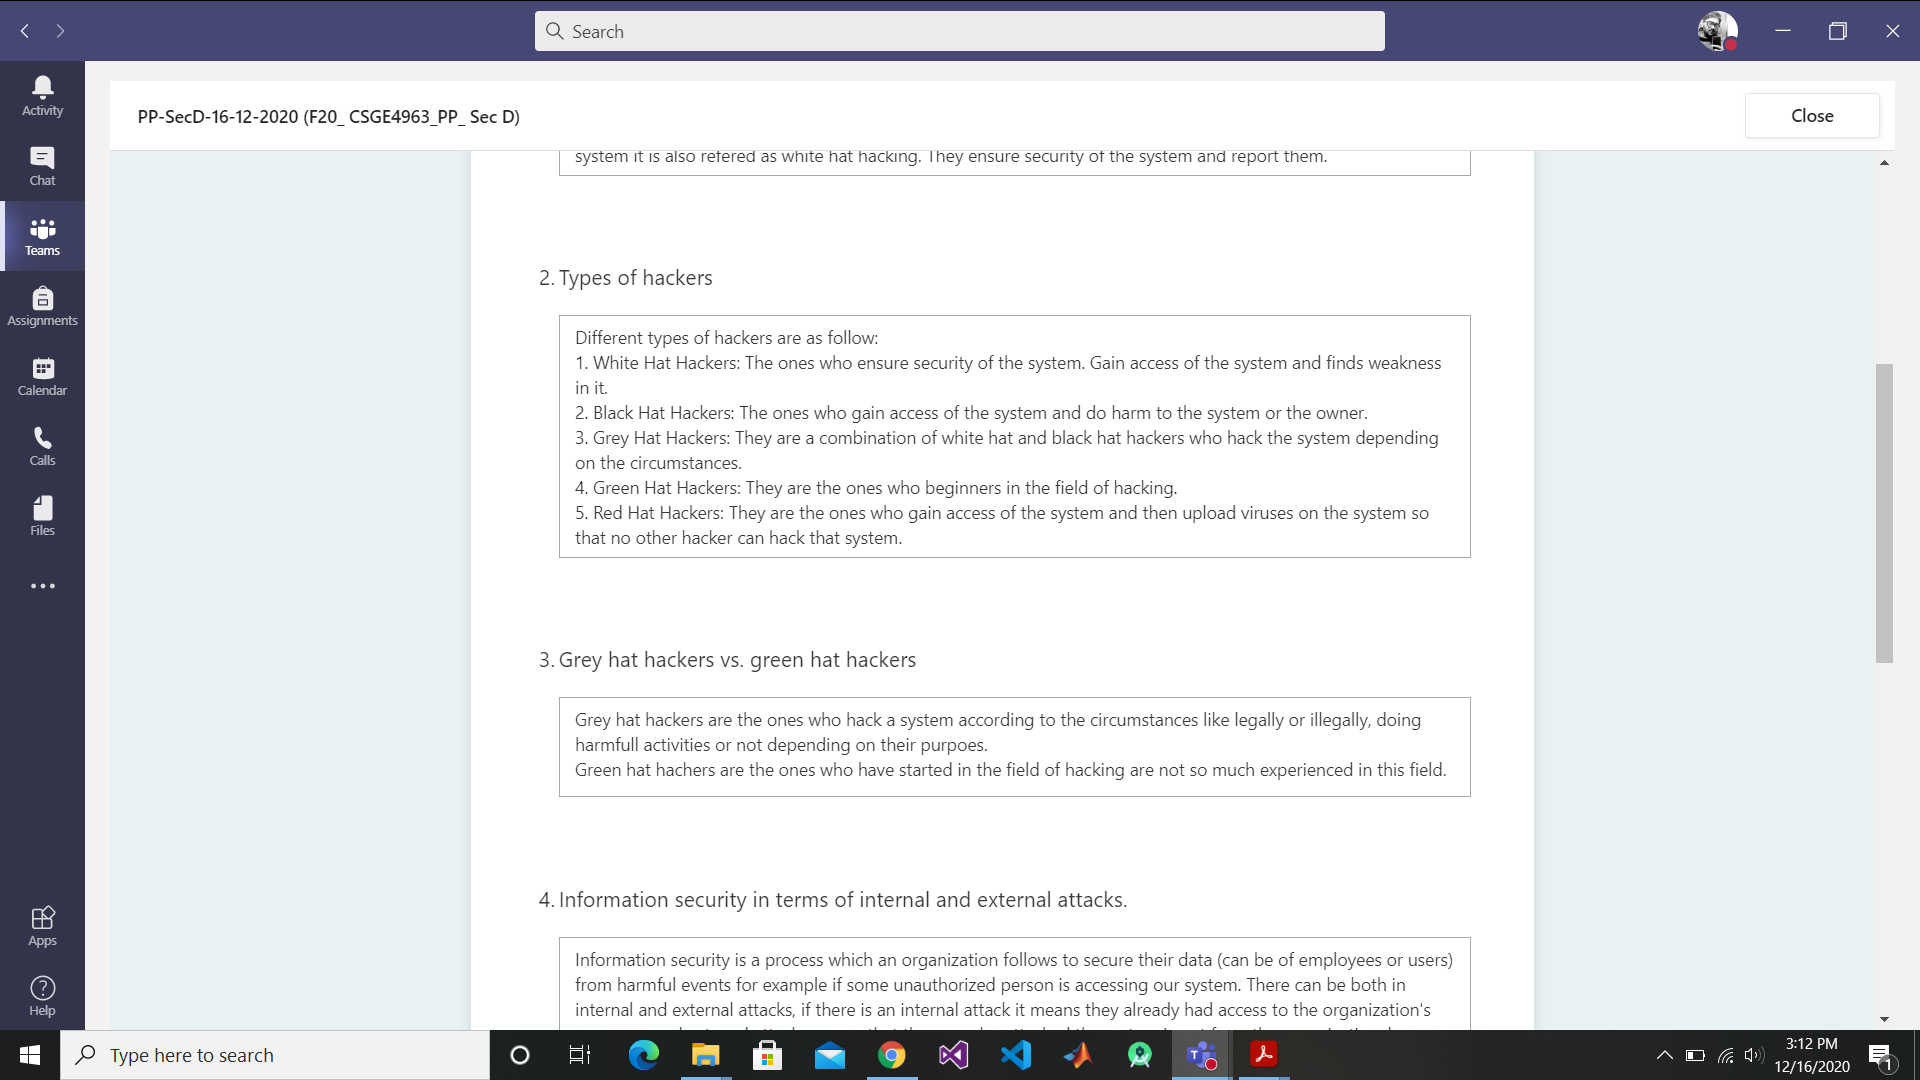 Search
Activity
Chat
Teams
Assignments
Calendar
Calls
Files
Apps
Help
PP-SecD-16-12-2020 (F20_ CSGE4963_PP_ Sec D)
Close
system it is also refered as white hat hacking. They ensure security of the system and report them.
2. Types of hackers
Different types of hackers are as follow:
1. White Hat Hackers: The ones who ensure security of the system. Gain access of the system and finds weakness
in it.
2. Black Hat Hackers: The ones who gain access of the system and do harm to the system or the owner.
3. Grey Hat Hackers: They are a combination of white hat and black hat hackers who hack the system depending
on the circumstances.
4. Green Hat Hackers: They are the ones who beginners in the field of hacking.
5. Red Hat Hackers: They are the ones who gain access of the system and then upload viruses on the system so
that no other hacker can hack that system.
3. Grey hat hackers vs. green hat hackers
Grey hat hackers are the ones who hack a system according to the circumstances like legally or illegally, doing
harmfull activities or not depending on their purpoes.
Green hat hachers are the ones who have started in the field of hacking are not so much experienced in this field.
4. Information security in terms of internal and external attacks.
Information security is a process which an organization follows to secure their data (can be of employees or users)
from harmful events for example if some unauthorized person is accessing our system. There can be both in
internal and external attacks, if there is an internal attack it means they already had access to the organization's
Type here to search
3:12 PM
12/16/2020
1